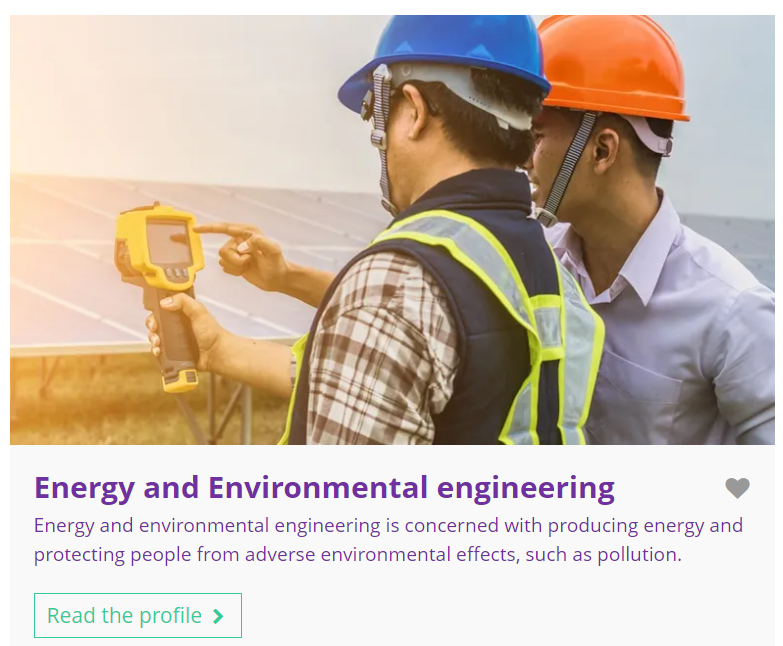 Energy and Environmental engineering
Energy and environmental engineering is concerned with producing energy and
protecting people from adverse environmental effects, such as pollution.
Read the profile